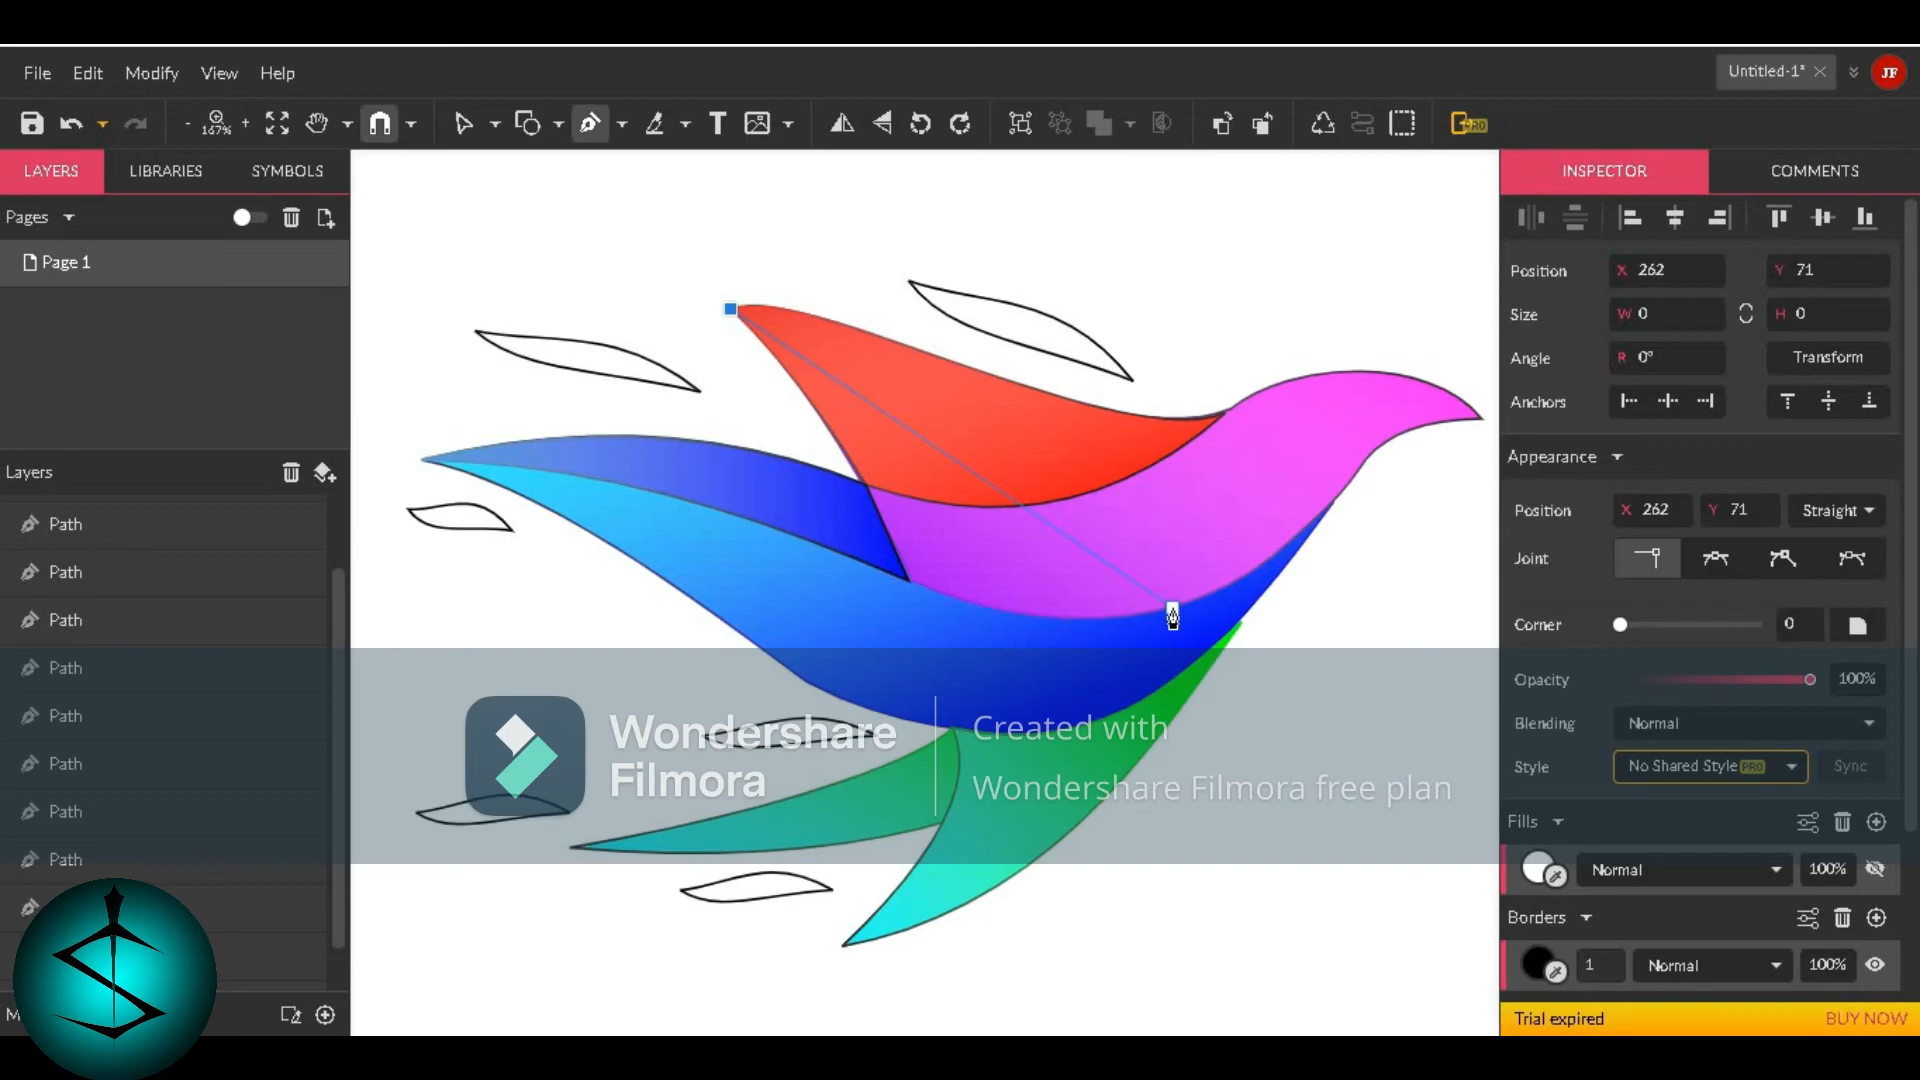 File Edit Modify View Help
Untitled-1*
JF
- 167% +
T
PRO
LAYERS LIBRARIES SYMBOLS
INSPECTOR COMMENTS
Pages
Page 1
Position X 262 Y 71
Size W 0 H 0
Angle R 0° Transform
Anchors
Appearance
Layers
Position X 262 Y 71 Straight
Path
Joint
Path
Path
Corner 0
Path
Opacity 100%
Path
Blending Normal
Wondershare
Filmora
Created with
Wondershare Filmora free plan
Path
Style No Shared Style PRO Sync
Path
Fills
Path
Normal 100%
Borders
1 Normal 100%
Trial expired BUY NOW